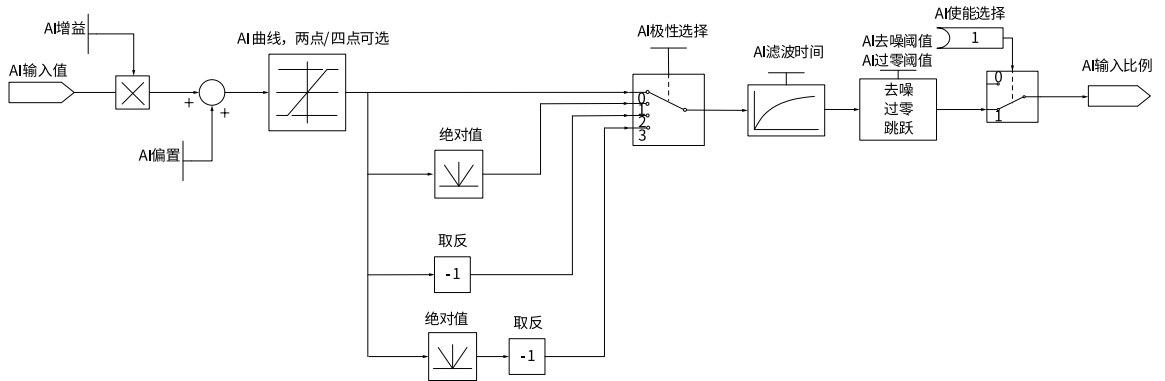 AI增益
AI输入值
+
+
AI偏置
AI曲线，两点/四点可选
绝对值
取反
-1
绝对值
取反
-1
AI极性选择
0
1
2
3
AI滤波时间
AI使能选择
1
AI去噪阈值
AI过零阈值
去噪
过零
跳跃
0
1
AI输入比例